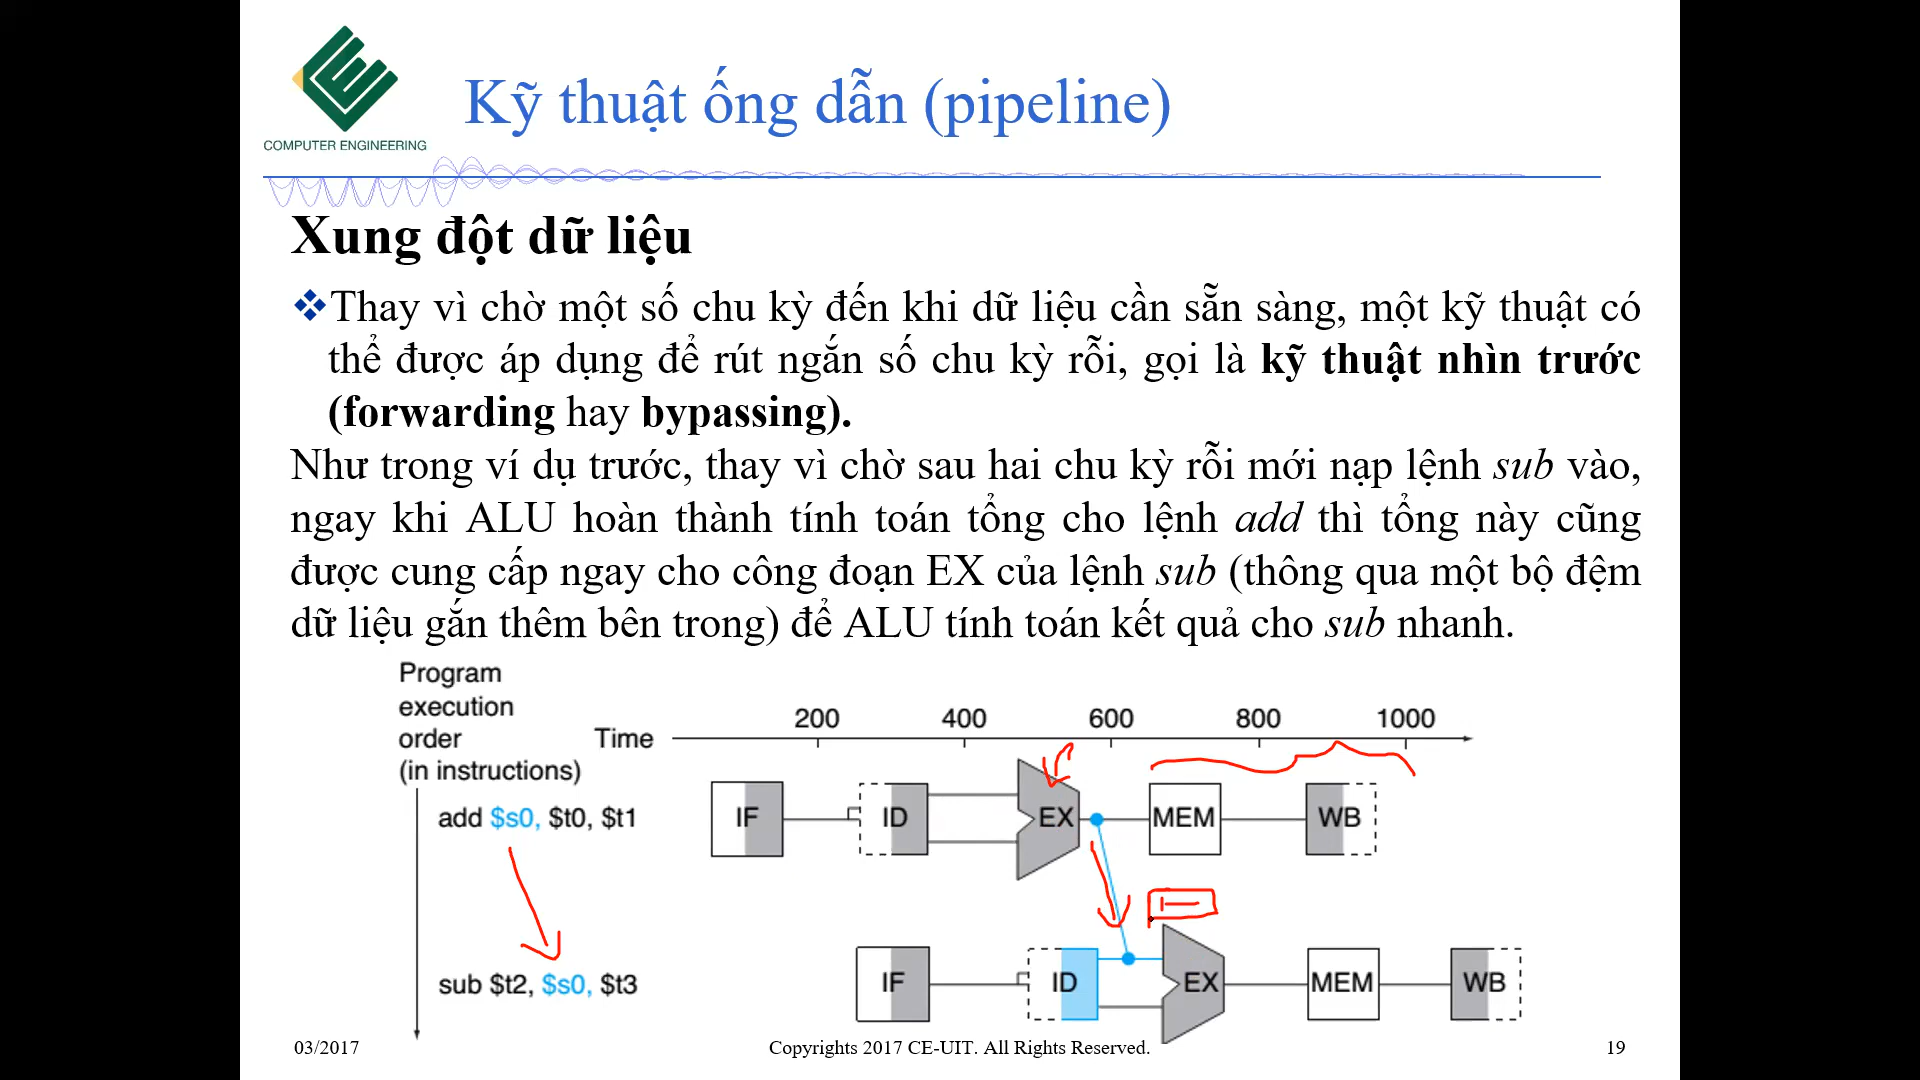 COMPUTER ENGINEERING
Kỹ thuật ống dẫn (pipeline)
Xung đột dữ liệu
Thay vì chờ một số chu kỳ đến khi dữ liệu cần sẵn sàng, một kỹ thuật có
thể được áp dụng để rút ngắn số chu kỳ rỗi, gọi là kỹ thuật nhìn trước
(forwarding hay bypassing).
Như trong ví dụ trước, thay vì chờ sau hai chu kỳ rỗi mới nạp lệnh sub vào,
ngay khi ALU hoàn thành tính toán tổng cho lệnh add thì tổng này cũng
được cung cấp ngay cho công đoạn EX của lệnh sub (thông qua một bộ đệm
dữ liệu gắn thêm bên trong) để ALU tính toán kết quả cho sub nhanh.
Program
execution
order
(in instructions)
Time
200 400 600 800 1000
add $s0, $t0, $t1
IF ID EX MEM WB
sub $t2, $s0, $t3
IF ID EX MEM WB
03/2017
Copyrights 2017 CE-UIT. All Rights Reserved.
19